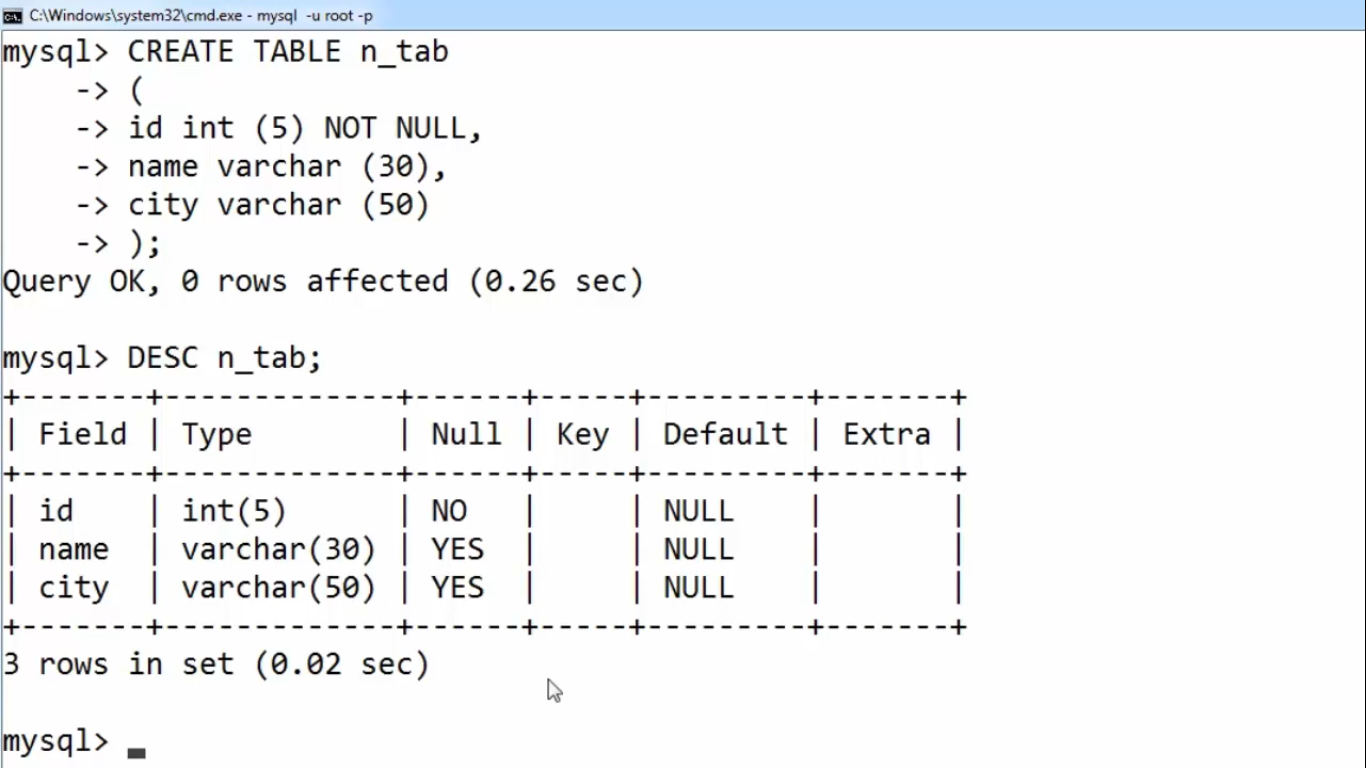 C:\Windows\system32\cmd.exe - mysql  -u root -p
mysql> CREATE TABLE n_tab
    -> (
    -> id int (5) NOT NULL,
    -> name varchar (30),
    -> city varchar (50)
    -> );
Query OK, 0 rows affected (0.26 sec)
mysql> DESC n_tab;
+-------+-------------+------+-----+---------+-------+
| Field | Type        | Null | Key | Default | Extra |
+-------+-------------+------+-----+---------+-------+
| id    | int(5)      | NO   |     | NULL    |       |
| name  | varchar(30) | YES  |     | NULL    |       |
| city  | varchar(50) | YES  |     | NULL    |       |
+-------+-------------+------+-----+---------+-------+
3 rows in set (0.02 sec)
mysql>